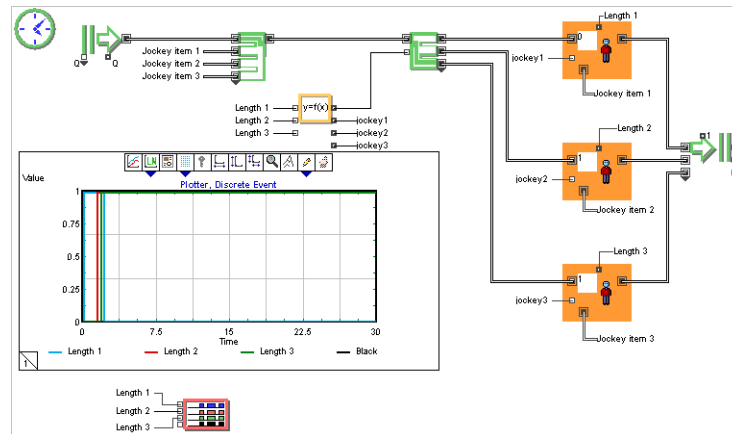 Length 1
Q
Q
Jockey item 1
Jockey item 2
Jockey item 3
0
jockey1
Jockey item 1
Length 1
Length 2
Length 3
y=f(x)
jockey1
jockey2
jockey3
Length 2
1
jockey2
Jockey item 2
1
LN
Value
Plotter, Discrete Event
1
0.75
0.5
0.25
0
0
7.5
15
22.5
30
Time
Length 1
Length 2
Length 3
Black
1
Length 3
1
jockey3
Jockey item 3
Length 1
Length 2
Length 3